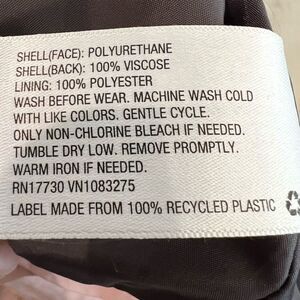 SHELL(FACE): POLYURETHANE
SHELL(BACK): 100% VISCOSE
LINING: 100% POLYESTER
WASH BEFORE WEAR. MACHINE WASH COLD
WITH LIKE COLORS. GENTLE CYCLE.
ONLY NON-CHLORINE BLEACH IF NEEDED.
TUMBLE DRY LOW. REMOVE PROMPTLY.
WARM IRON IF NEEDED.
RN17730 VN1083275
LABEL MADE FROM 100% RECYCLED PLASTIC